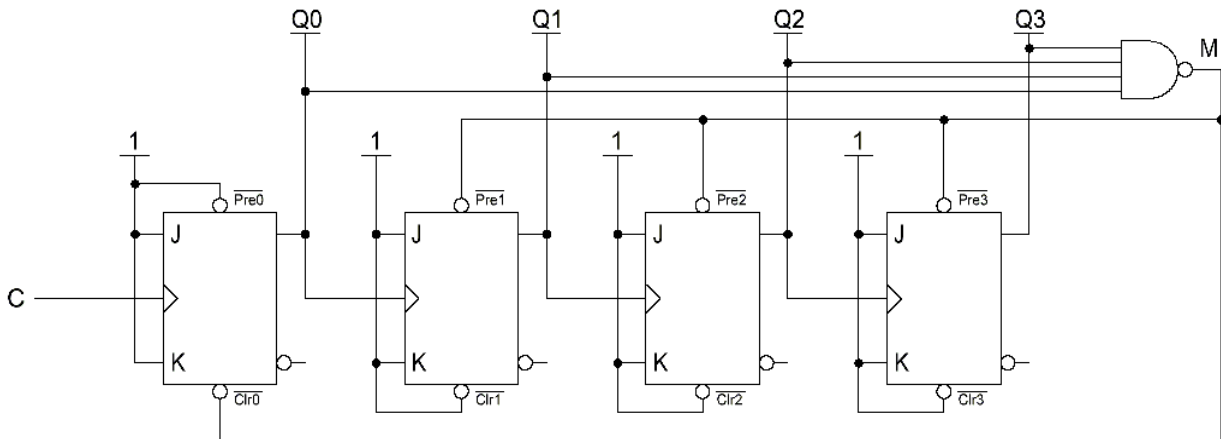 Q0 Q1 Q2 Q3
M
1 1 1 1
Pre0 Pre1 Pre2 Pre3
J J J J
C
K K K K
Clr0 Clr1 Clr2 Clr3